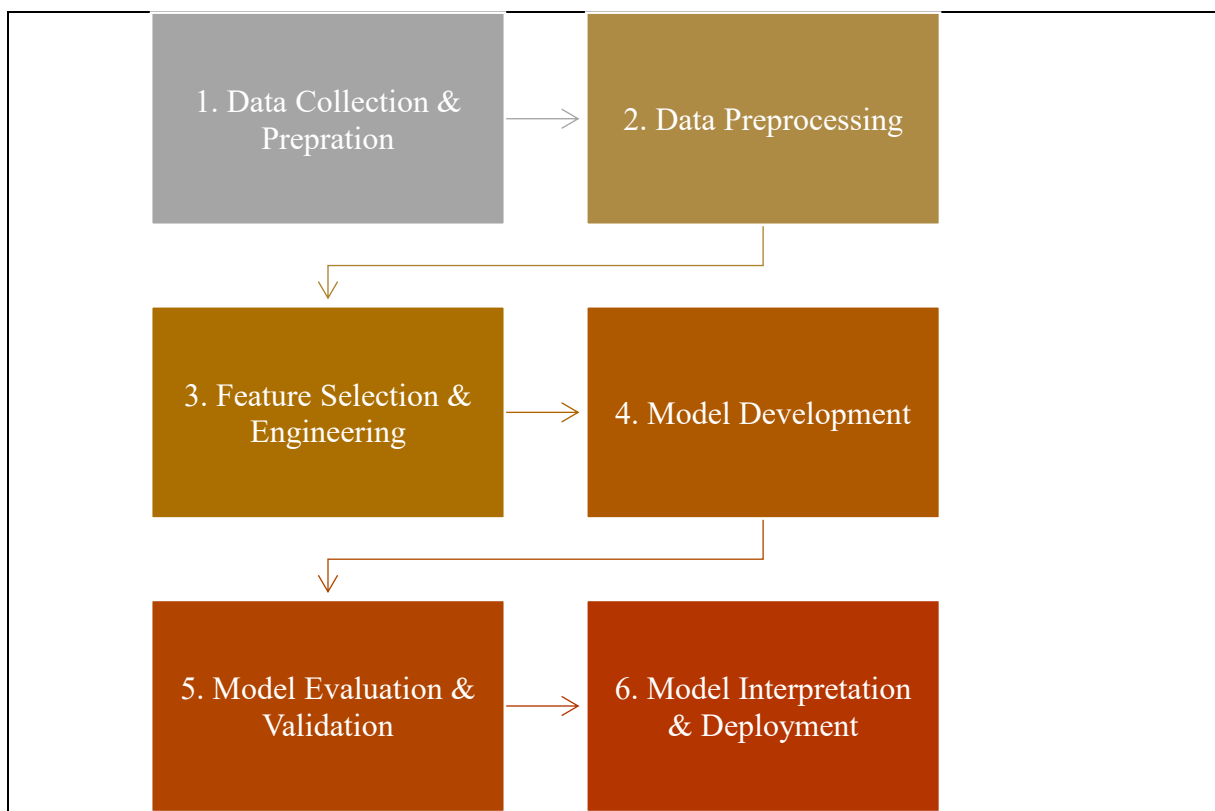 1. Data Collection &
Prepration
2. Data Preprocessing
3. Feature Selection &
Engineering
4. Model Development
5. Model Evaluation &
Validation
6. Model Interpretation
& Deployment